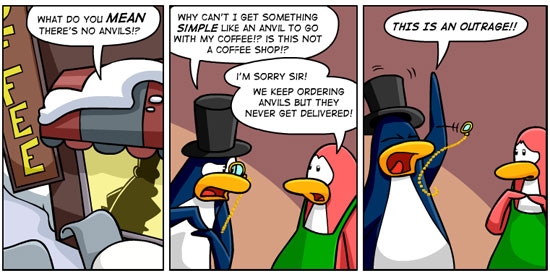 WHAT DO YOU MEAN
THERE'S NO ANVILS!?
COFFEE
WHY CAN'T I GET SOMETHING
SIMPLE LIKE AN ANVIL TO GO
WITH MY COFFEE!? IS THIS NOT
A COFFEE SHOP!?
I'M SORRY SIR!
WE KEEP ORDERING
ANVILS BUT THEY
NEVER GET DELIVERED!
THIS IS AN OUTRAGE!!